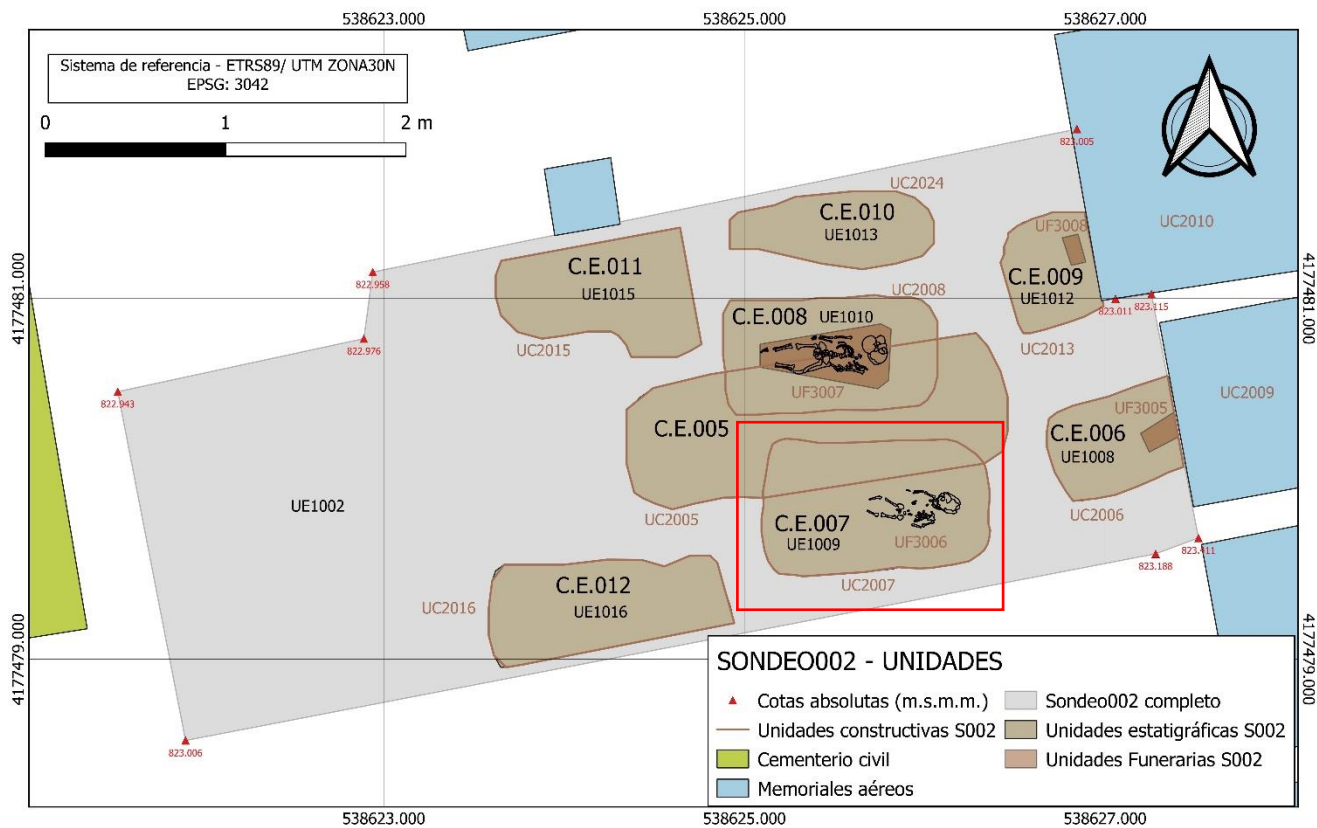 538623.000
538625.000
538627.000
Sistema de referencia - ETRS89/ UTM ZONA30N
EPSG: 3042
0
1
2 m
823.005
UC2024
C.E.010
UE1013
UF3008
UC2010
C.E.011
UE1015
UC2008
C.E.009
UE1012
822.958
4177481.000
4177481.000
C.E.008
UE1010
823.011
823.115
822.976
UC2015
UC2013
UF3007
UC2009
822.943
UF3005
C.E.005
C.E.006
UE1008
UE1002
UC2005
C.E.007
UE1009
UF3006
UC2006
823.411
823.188
UC2007
C.E.012
UE1016
UC2016
4177479.000
4177479.000
823.006
SONDEO002 - UNIDADES
Cotas absolutas (m.s.m.m.)
Sondeo002 completo
Unidades constructivas S002
Unidades estatigráficas S002
Cementerio civil
Unidades Funerarias S002
Memoriales aéreos
538623.000
538625.000
538627.000